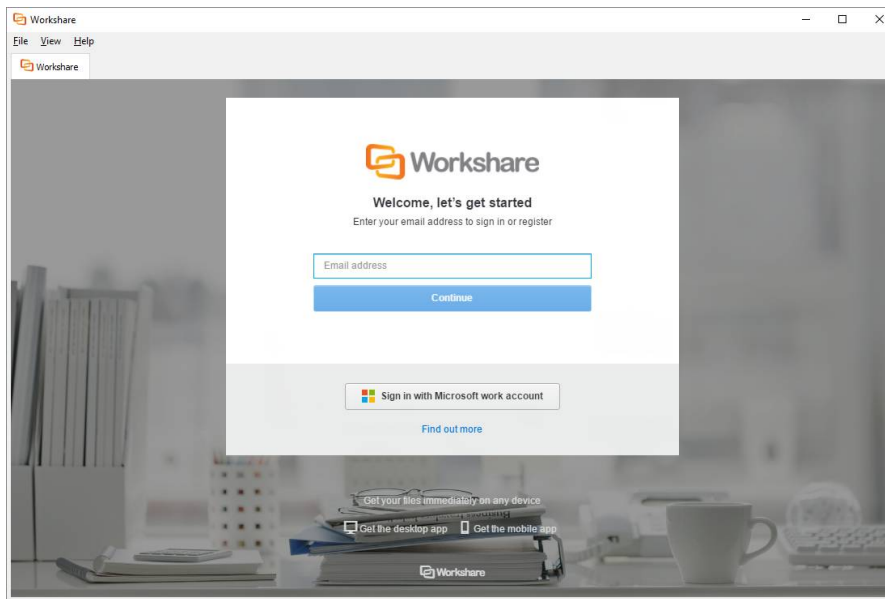 Workshare
File View Help
Workshare
Workshare
Welcome, let's get started
Enter your email address to sign in or register
Email address
Continue
Sign in with Microsoft work account
Find out more
Get your files immediately on any device
Get the desktop app Get the mobile app
Workshare